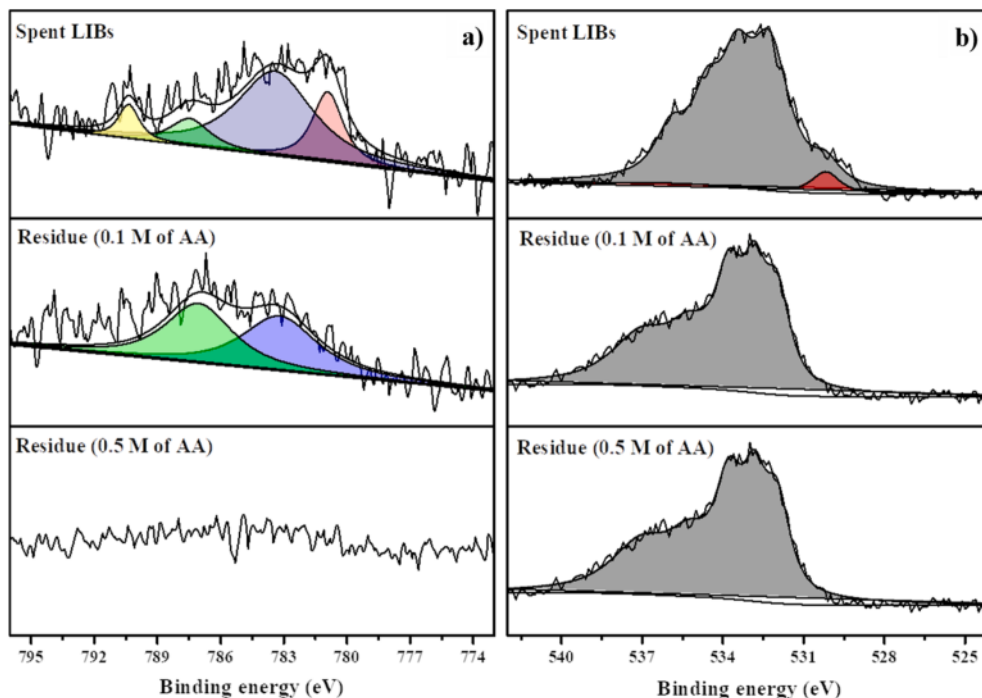 Spent LIBs
a)
Residue (0.1 M of AA)
Residue (0.5 M of AA)
795 792 789 786 783 780 777 774
Binding energy (eV)
Spent LIBs
b)
Residue (0.1 M of AA)
Residue (0.5 M of AA)
540 537 534 531 528 525
Binding energy (eV)